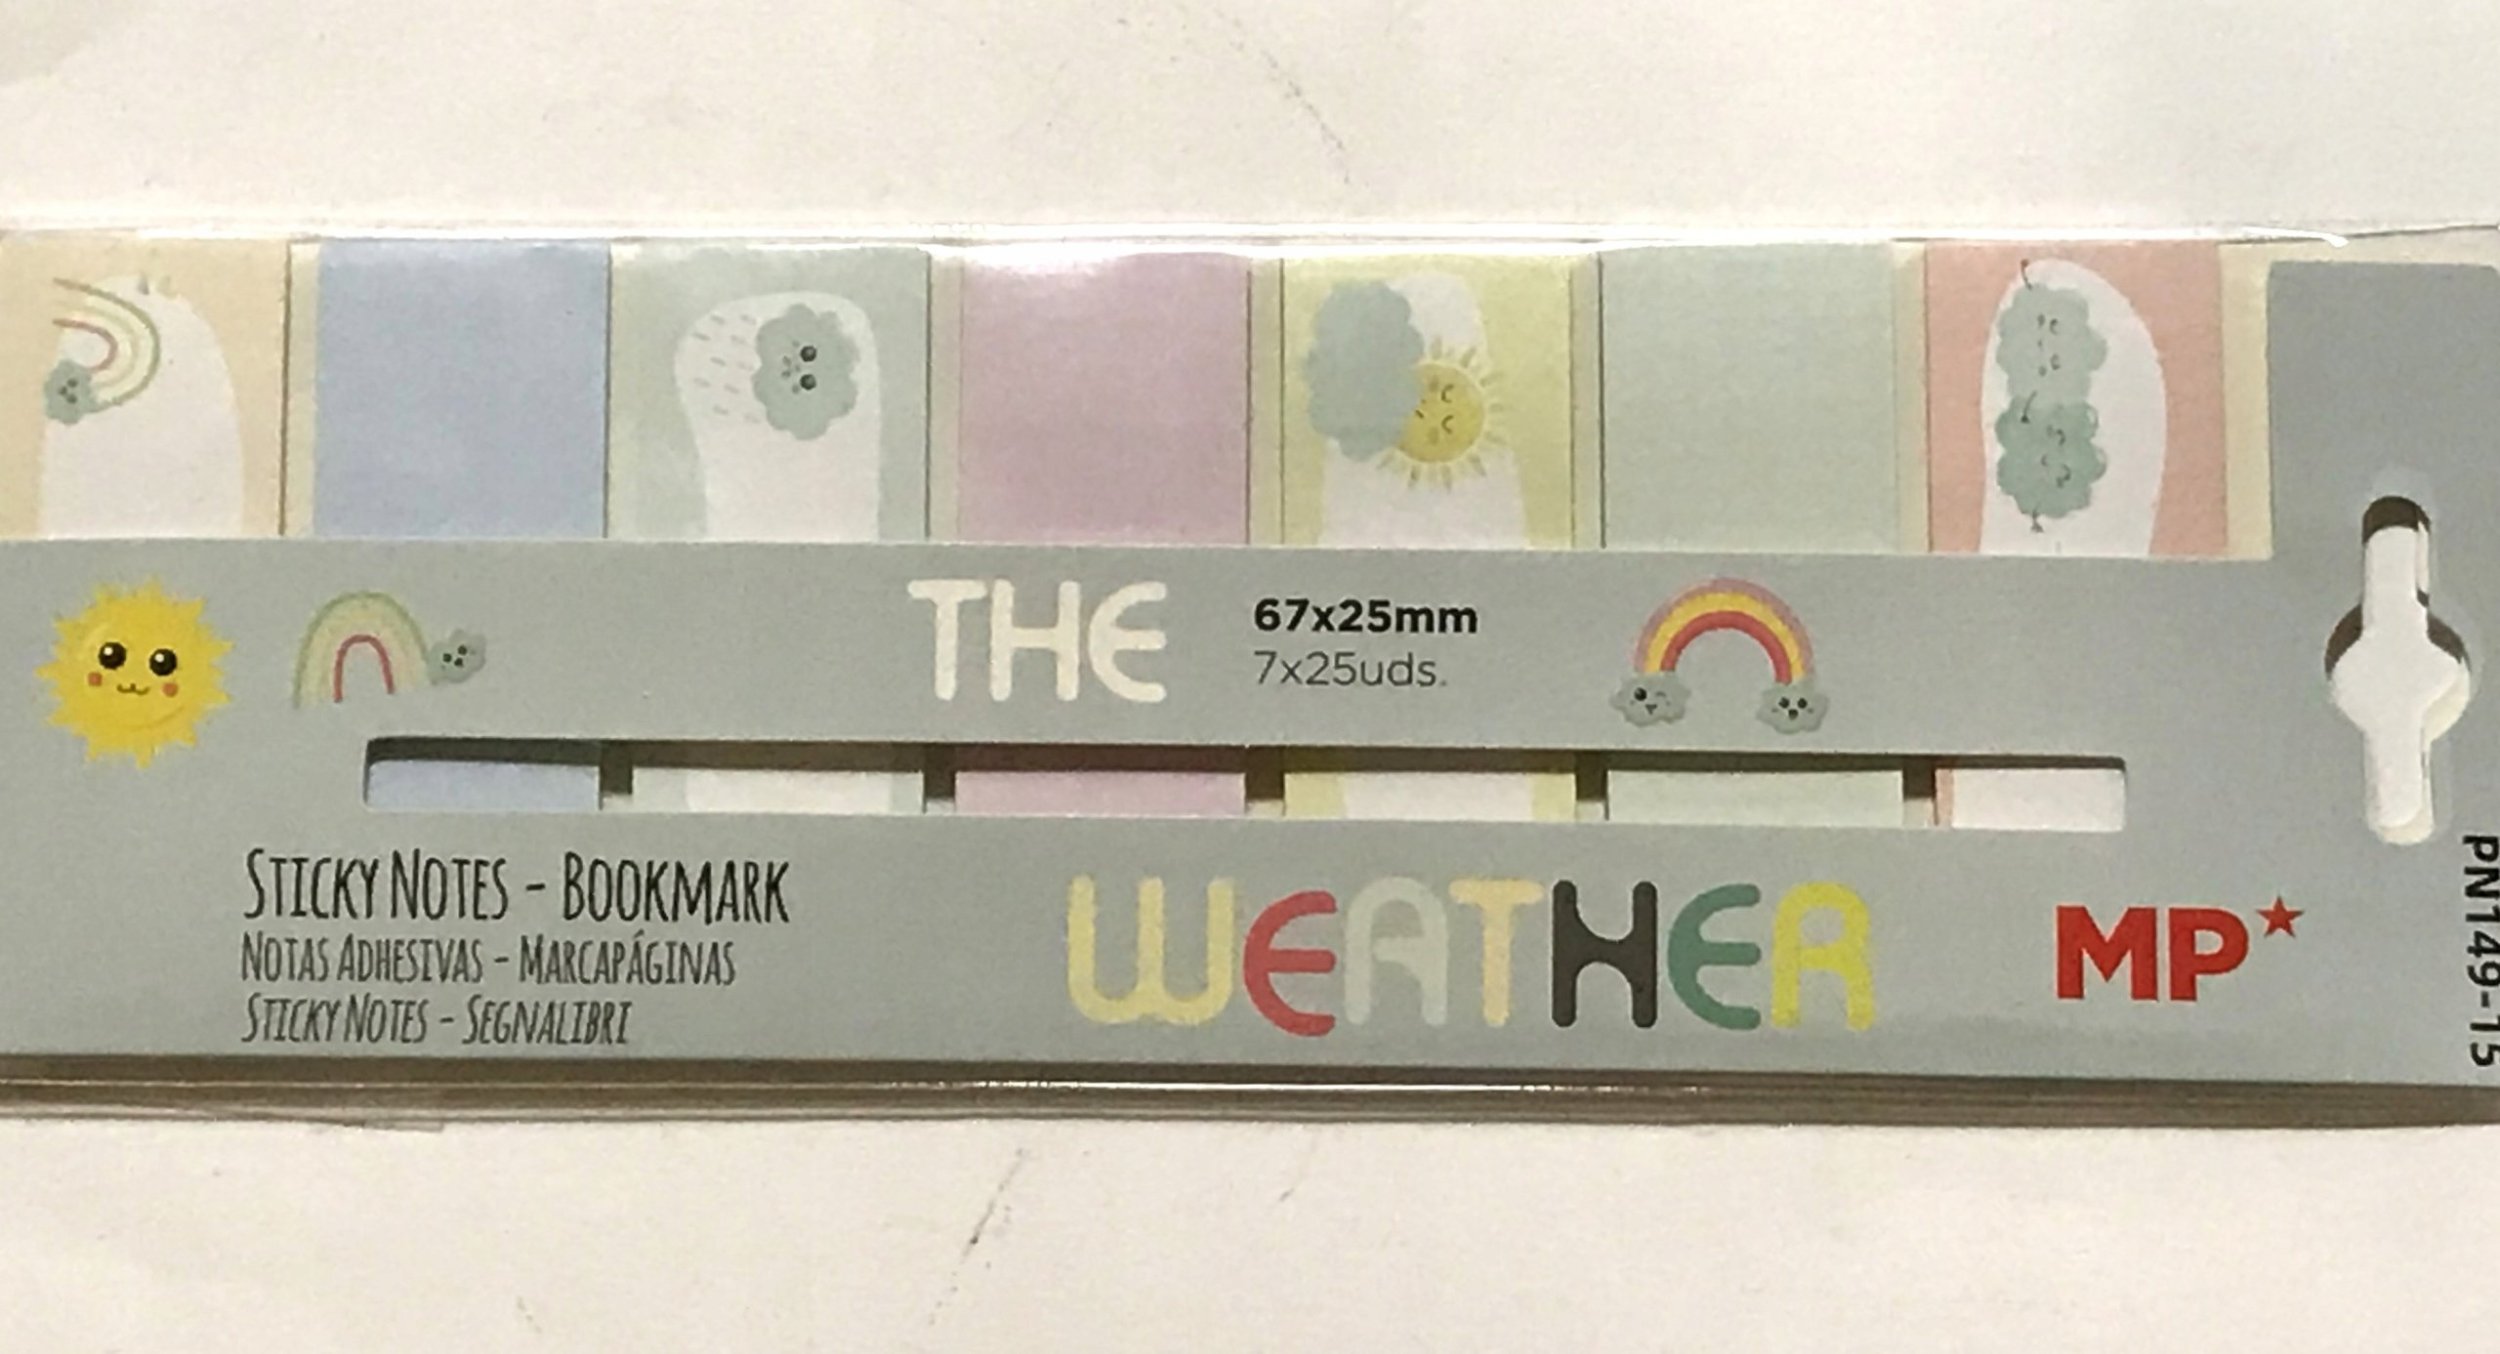 THE
67x25mm
7x25uds.
STICKY NOTES - BOOKMARK
NOTAS ADHESIVAS - MARCAPÁGINAS
STICKY NOTES - SEGNALIBRI
WEATHER
MP
PN149-15